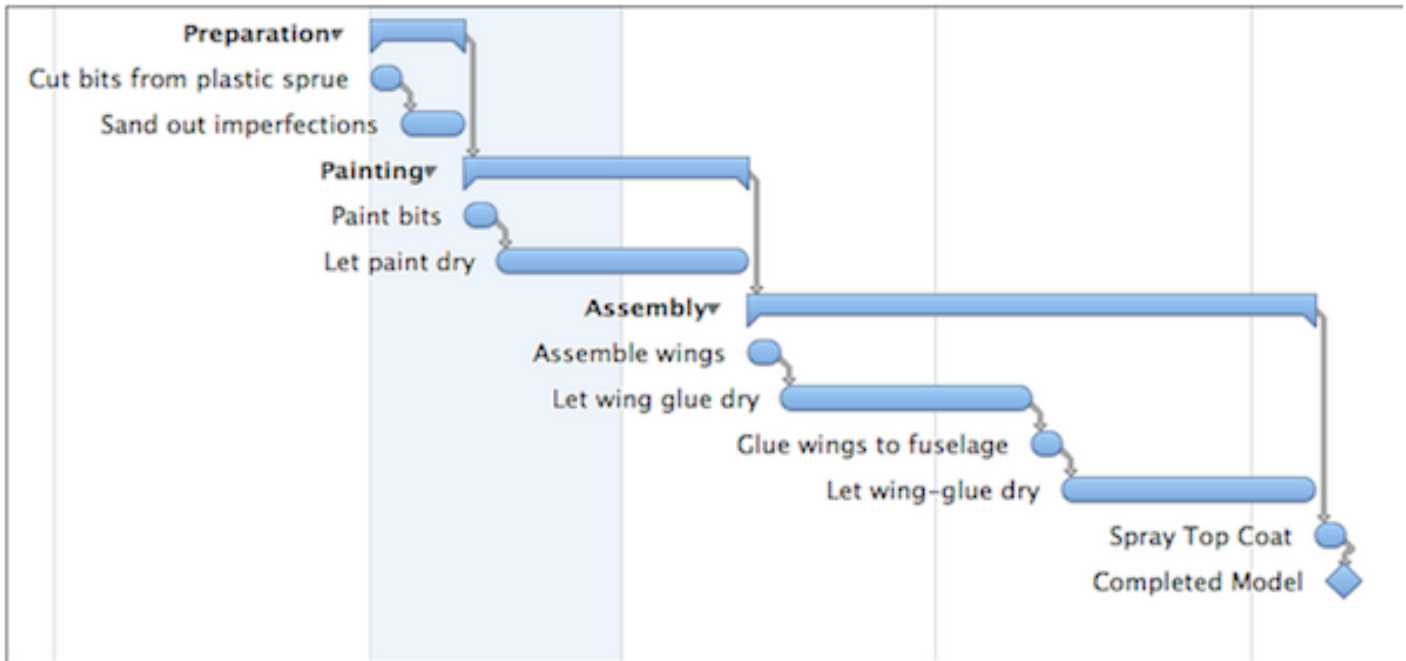 Preparation
Cut bits from plastic sprue
Sand out imperfections
Painting
Paint bits
Let paint dry
Assembly
Assemble wings
Let wing glue dry
Glue wings to fuselage
Let wing-glue dry
Spray Top Coat
Completed Model